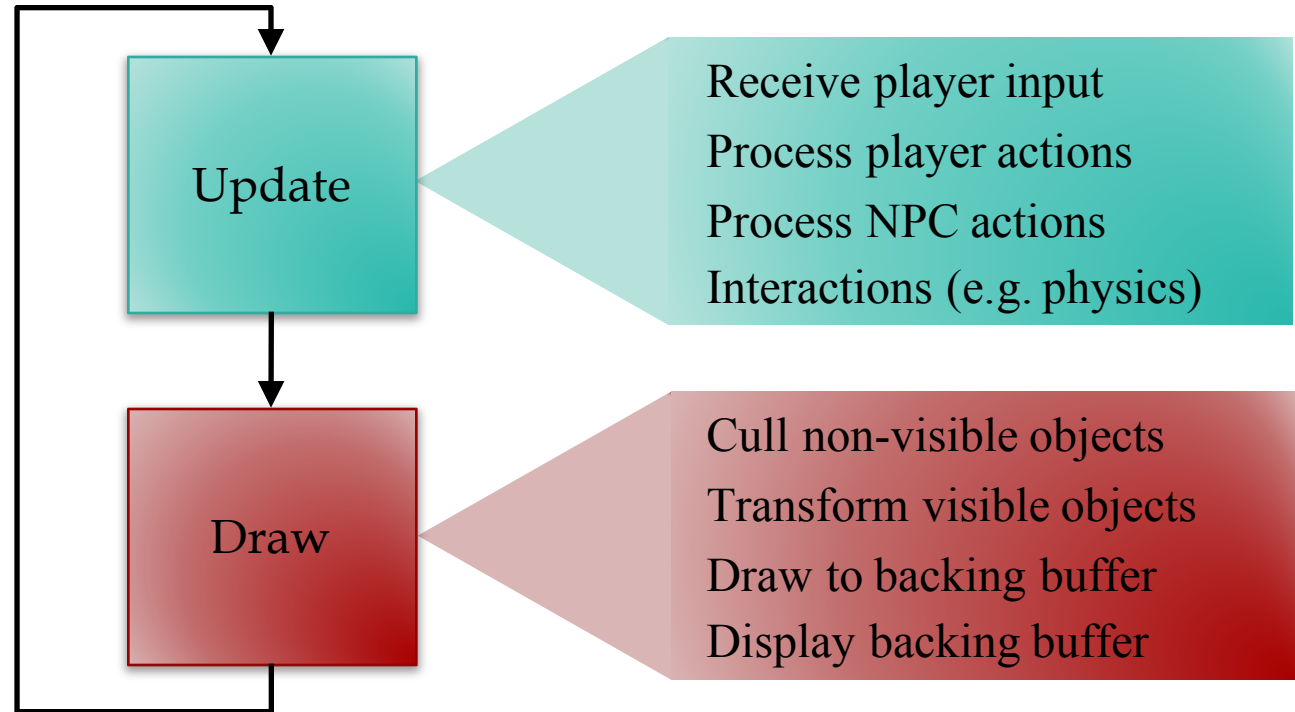 Update
Receive player input
Process player actions
Process NPC actions
Interactions (e.g. physics)
Draw
Cull non-visible objects
Transform visible objects
Draw to backing buffer
Display backing buffer